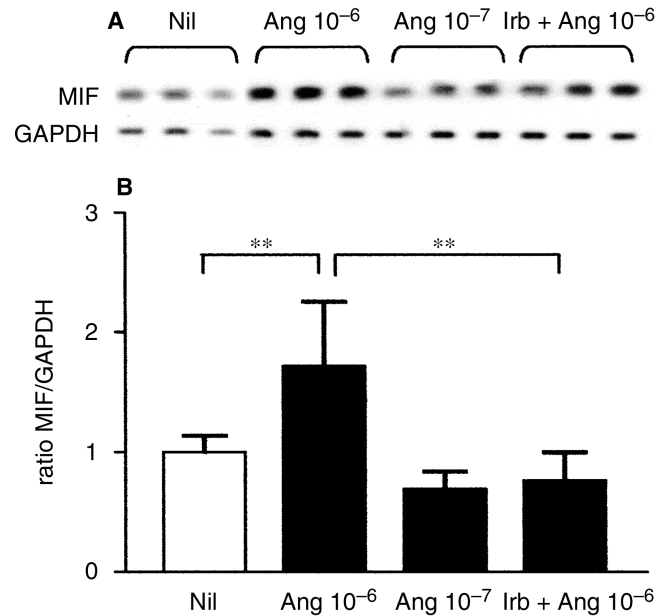 A
Nil Ang 10⁻⁶ Ang 10⁻⁷ Irb + Ang 10⁻⁶
MIF
GAPDH
B
ratio MIF/GAPDH
3
2
1
0
** **
Nil Ang 10⁻⁶ Ang 10⁻⁷ Irb + Ang 10⁻⁶